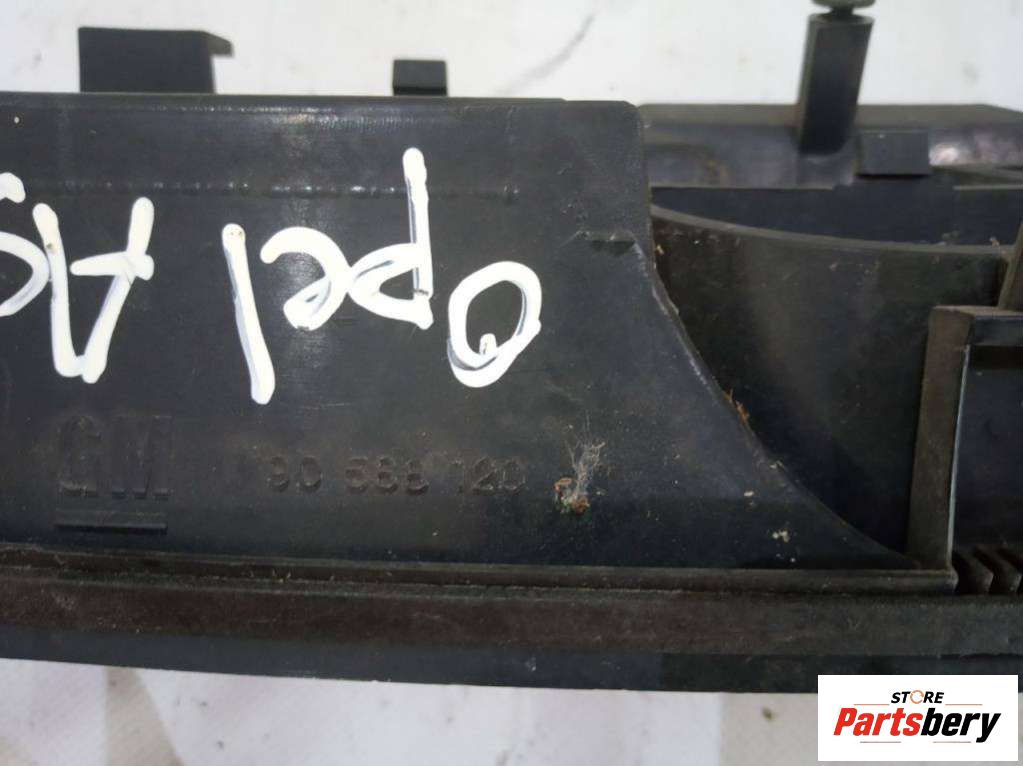 Opel A
GM 90 588 120
STORE
Partsbery